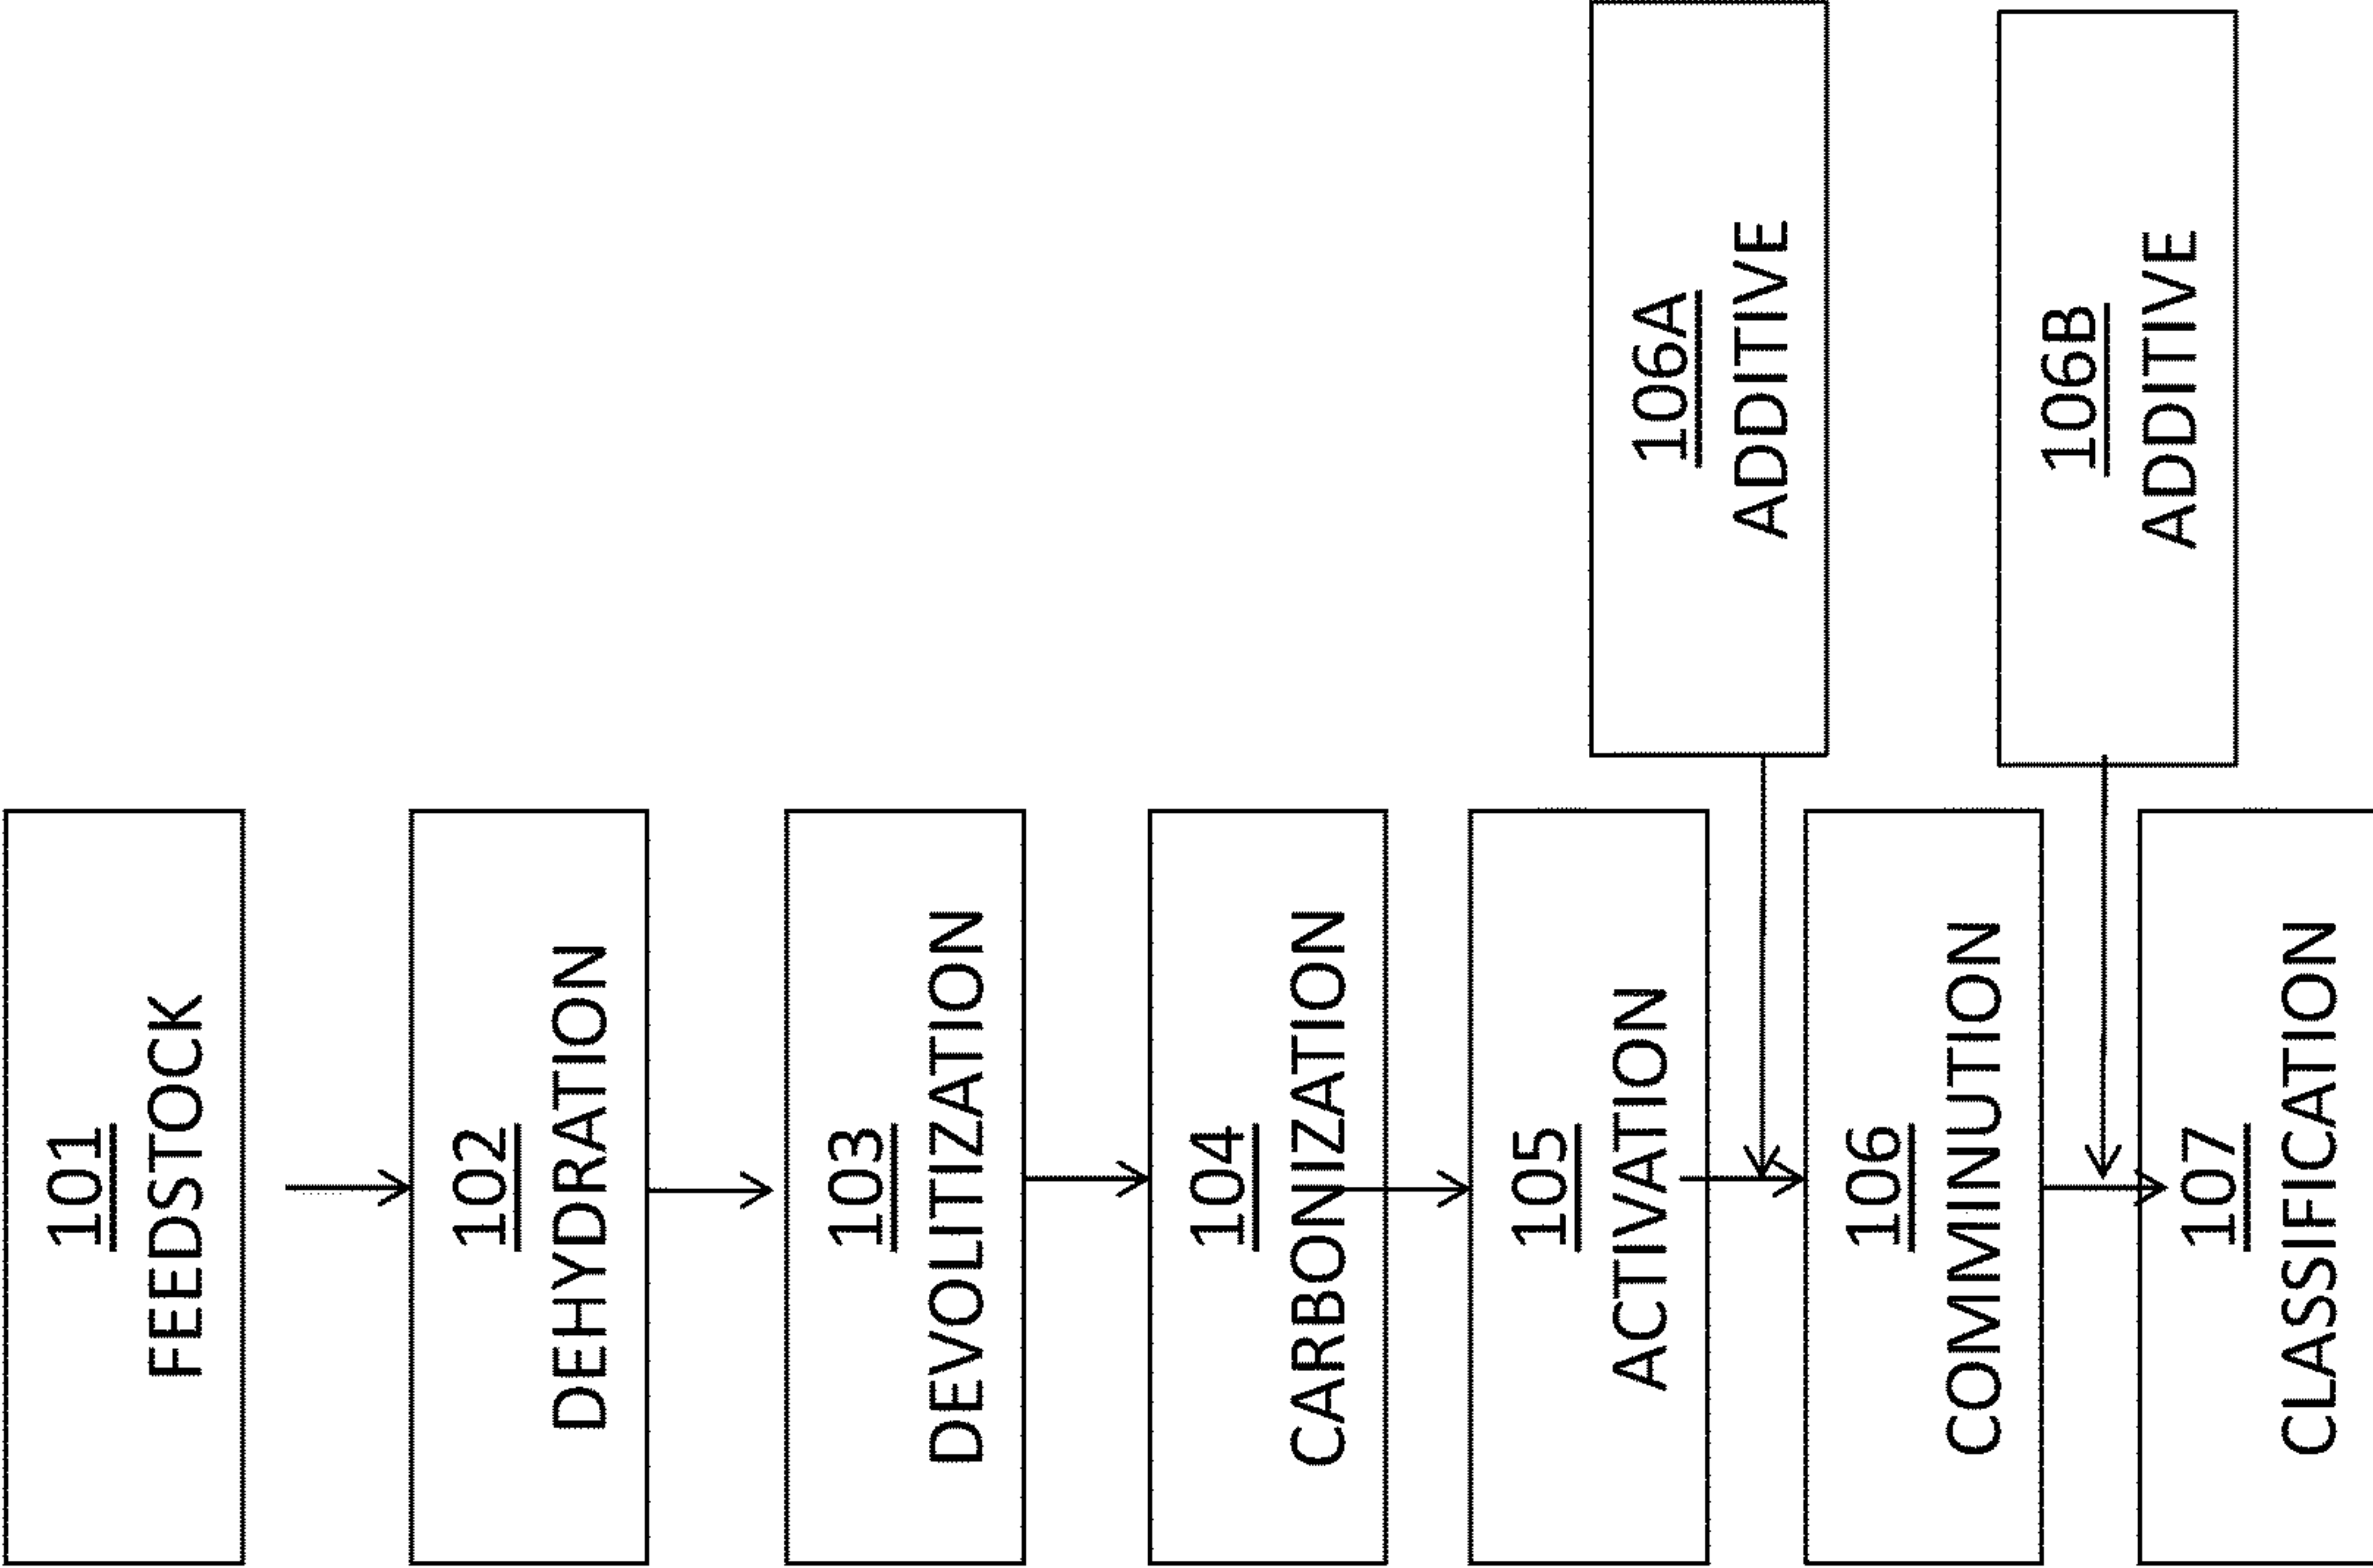 101
FEEDSTOCK
102
DEHYDRATION
103
DEVOLITIZATION
104
CARBONIZATION
105
ACTIVATION
106A
ADDITIVE
106
COMMINUTION
106B
ADDITIVE
107
CLASSIFICATION